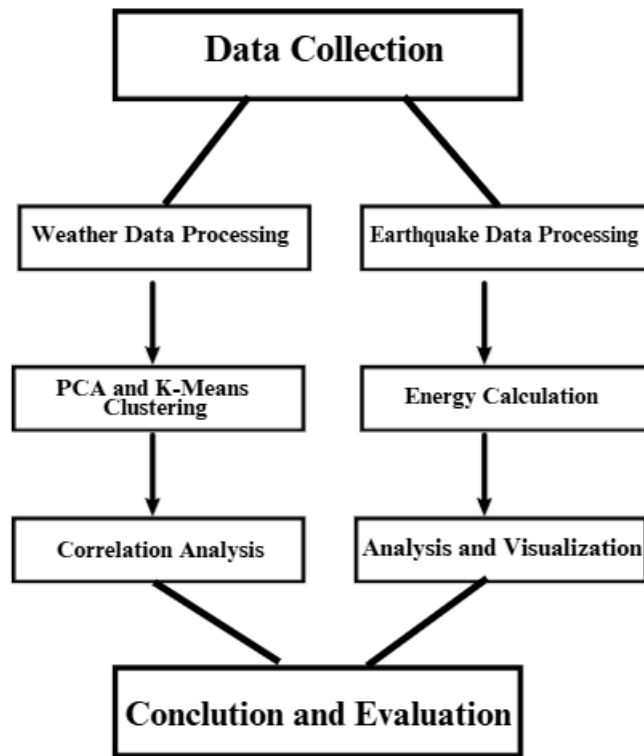 Data Collection
Weather Data Processing
Earthquake Data Processing
PCA and K-Means
Clustering
Energy Calculation
Correlation Analysis
Analysis and Visualization
Conclution and Evaluation